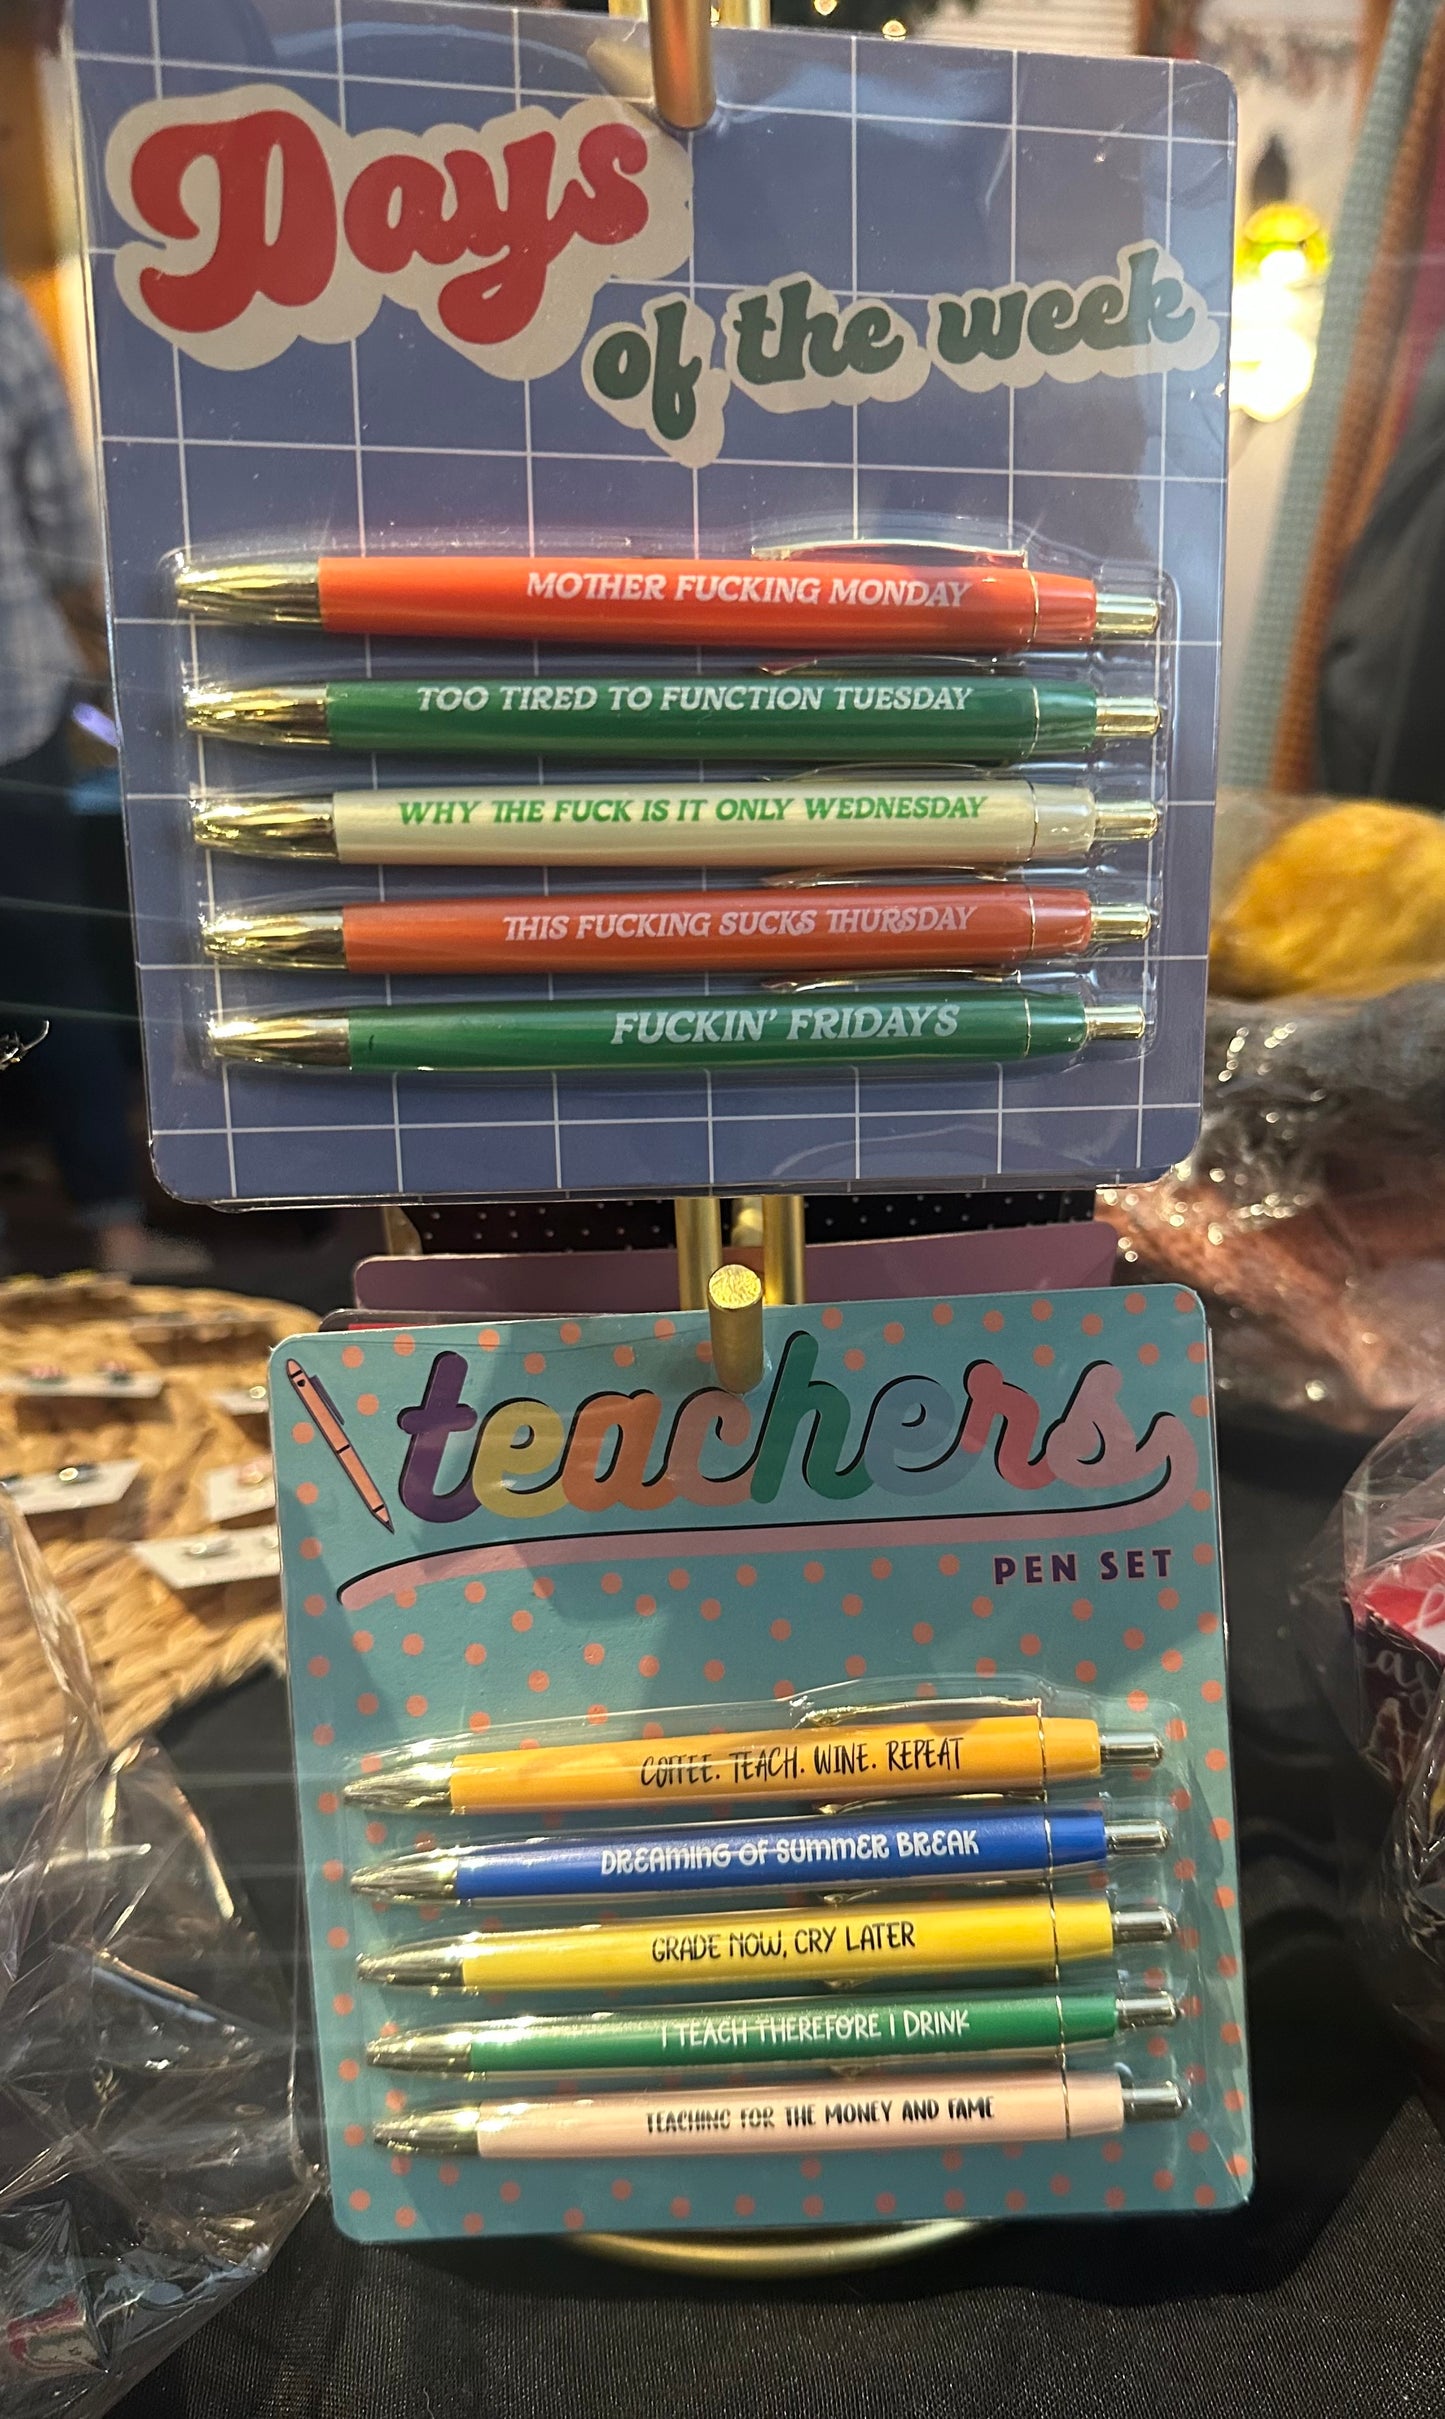 Days
of the week
MOTHER FUCKING MONDAY
TOO TIRED TO FUNCTION TUESDAY
WHY THE FUCK IS IT ONLY WEDNESDAY
THIS FUCKING SUCKS THURSDAY
FUCKIN' FRIDAYS
teachers
PEN SET
COFFEE. TEACH. WINE. REPEAT
DREAMING OF SUMMER BREAK
GRADE NOW, CRY LATER
I TEACH THEREFORE I DRINK
TEACHING FOR THE MONEY AND FAME